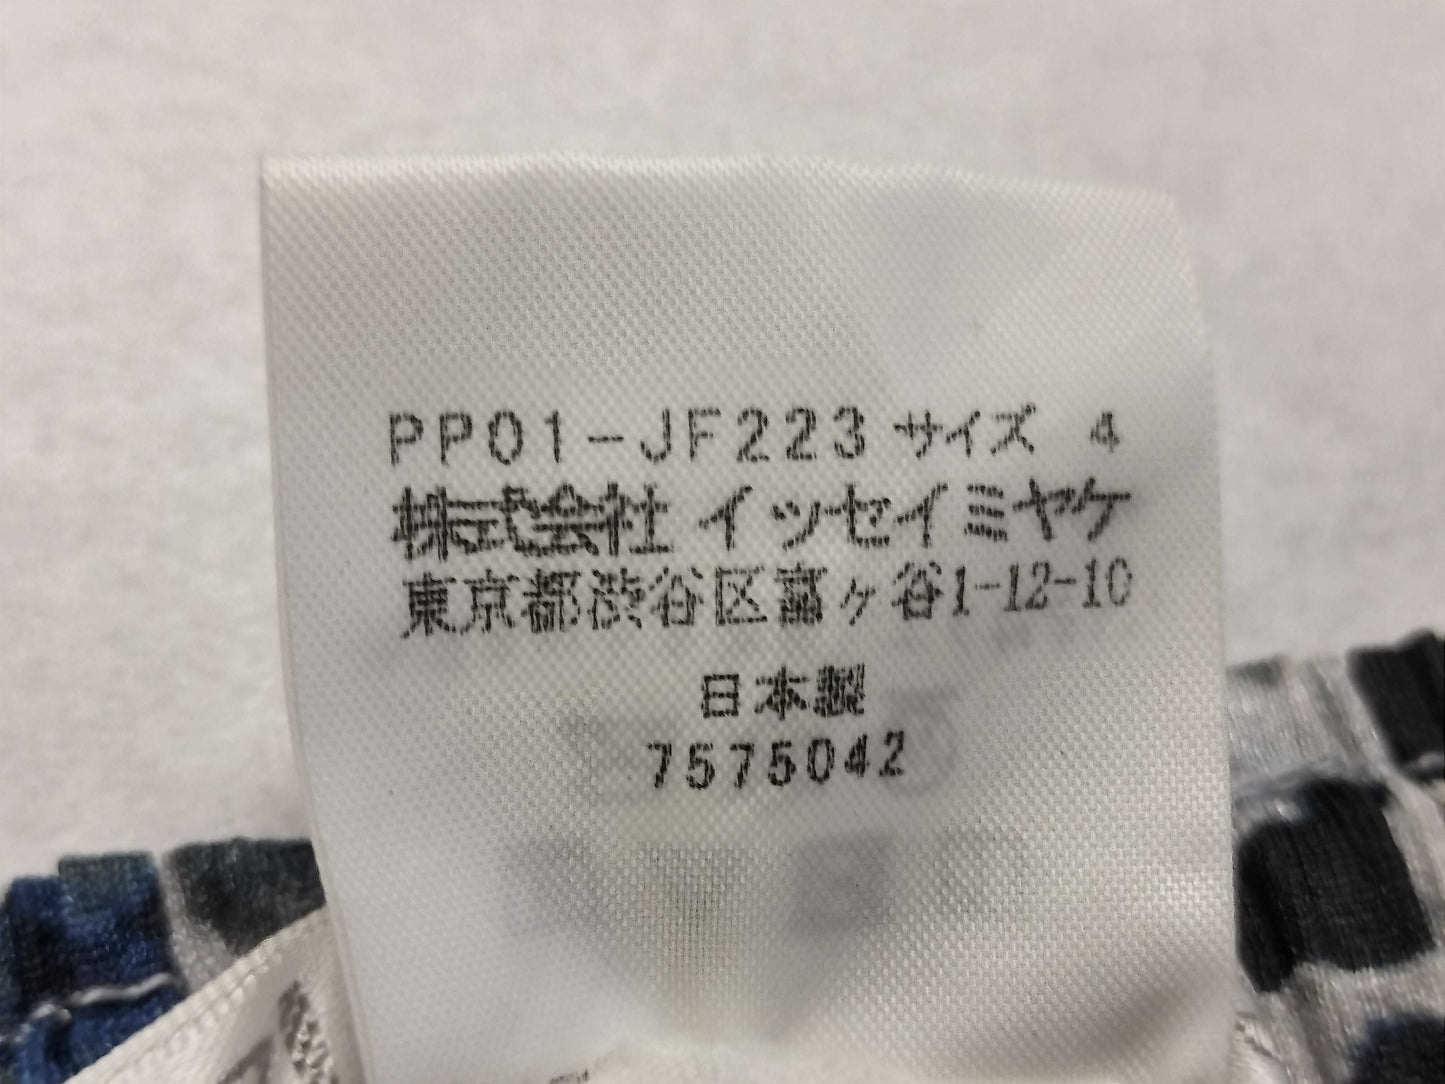 PP01-JF223 サイズ 4
株式会社 イッセイミヤケ
東京都渋谷区富ヶ谷1-12-10
日本製
7575042